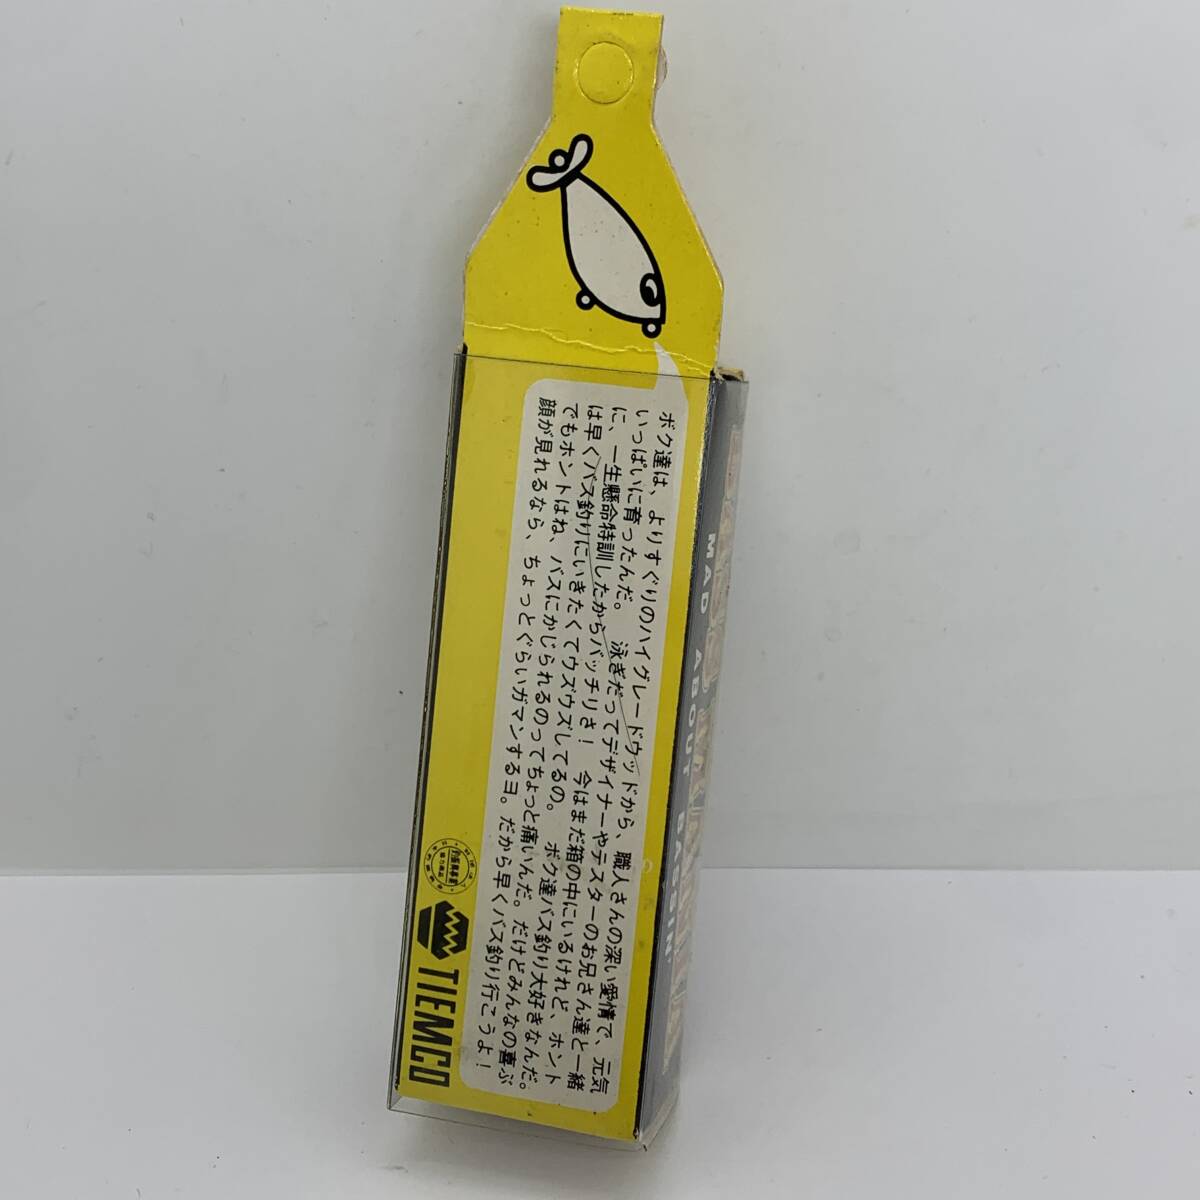 ボク達は、よりすぐりのハイグレードウッドから、職人さんの深い愛情で、元気
いっぱいに育ったんだ。 泳ぎだってデザイナーやテスターのお兄さん達と一緒
に、一生懸命特訓したからバッチリさ! 今はまだ箱の中にいるけれど、ホント
は早くバス釣りにいきたくてウズウズしてるの。 ボク達バス釣り大好きなんだ。
でもホントはね、バスにかじられるのってちょっと痛いんだ。だけどみんなの喜ぶ
顔が見れるなら、ちょっとぐらいガマンするヨ。だから早くバス釣り行こうよ!
TIEMCO
MAD ABOUT BASSIN'